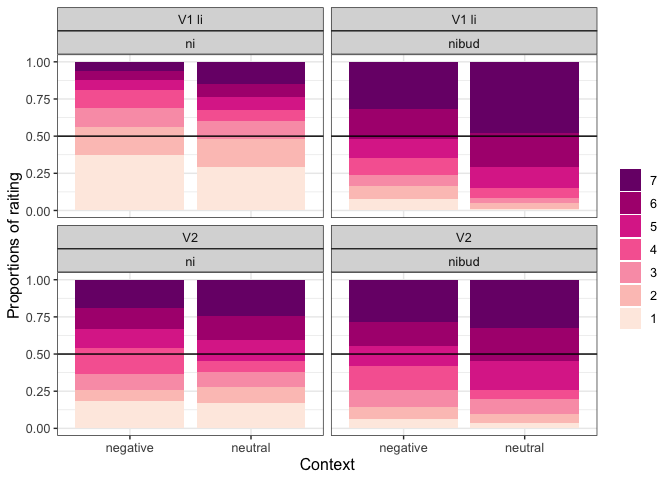 V1 li
V1 li
ni
nibud
1.00
0.75
0.50
0.25
0.00
V2
V2
ni
nibud
1.00
0.75
0.50
0.25
0.00
negative
neutral
negative
neutral
Context
Proportions of raiting
7
6
5
4
3
2
1